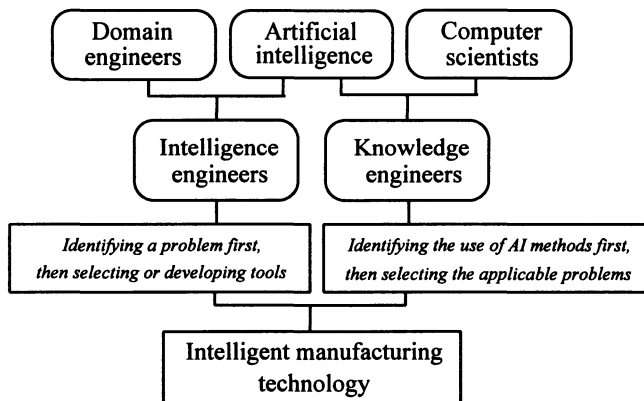 Domain
engineers
Artificial
intelligence
Computer
scientists
Intelligence
engineers
Knowledge
engineers
Identifying a problem first,
then selecting or developing tools
Identifying the use of AI methods first,
then selecting the applicable problems
Intelligent manufacturing
technology